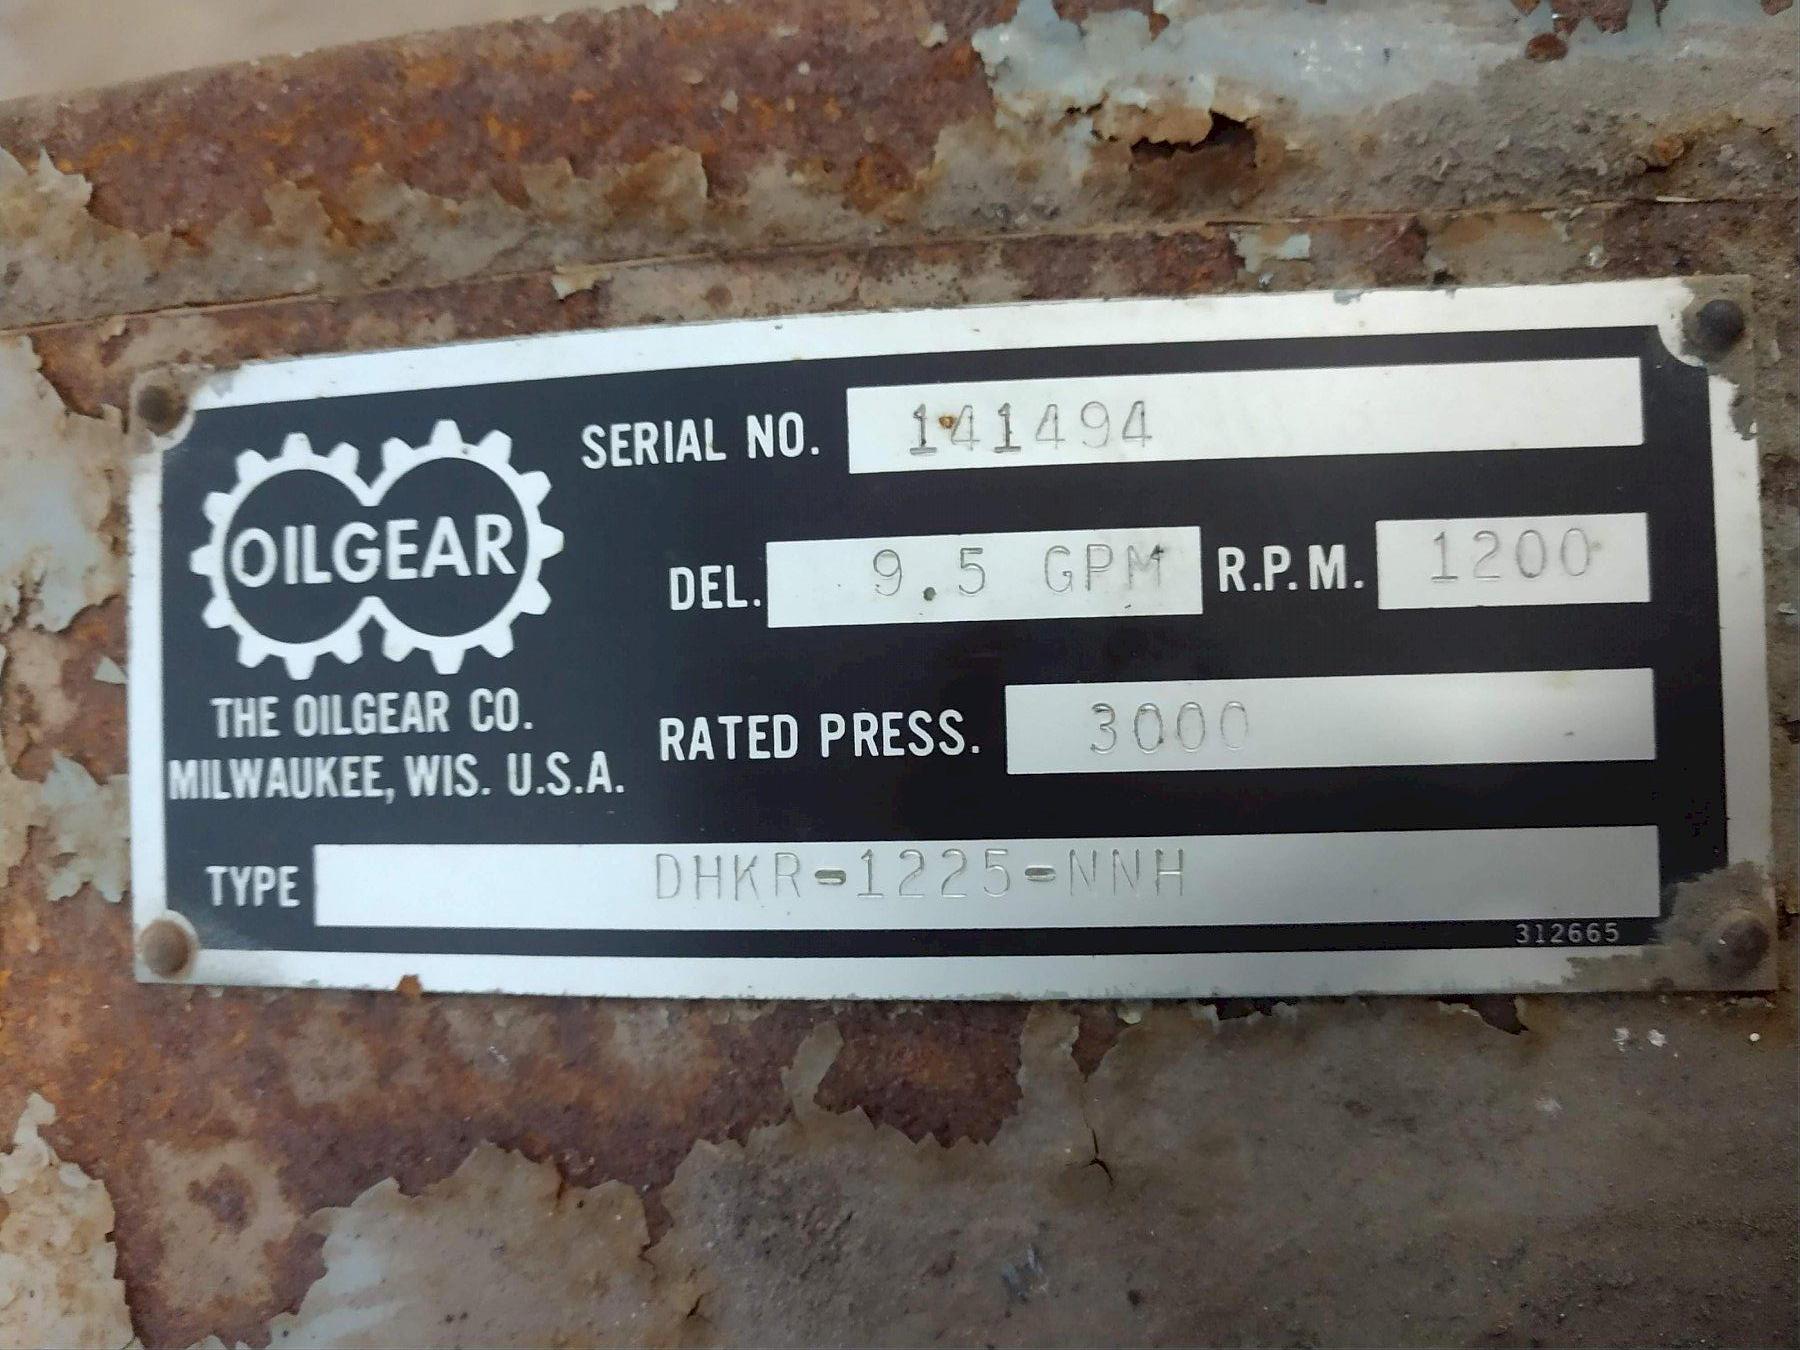 OILGEAR
THE OILGEAR CO.
MILWAUKEE, WIS. U.S.A.
SERIAL NO. 141494
DEL. 9.5 GPM R.P.M. 1200
RATED PRESS. 3000
TYPE DHKR-1225-NNH
312665